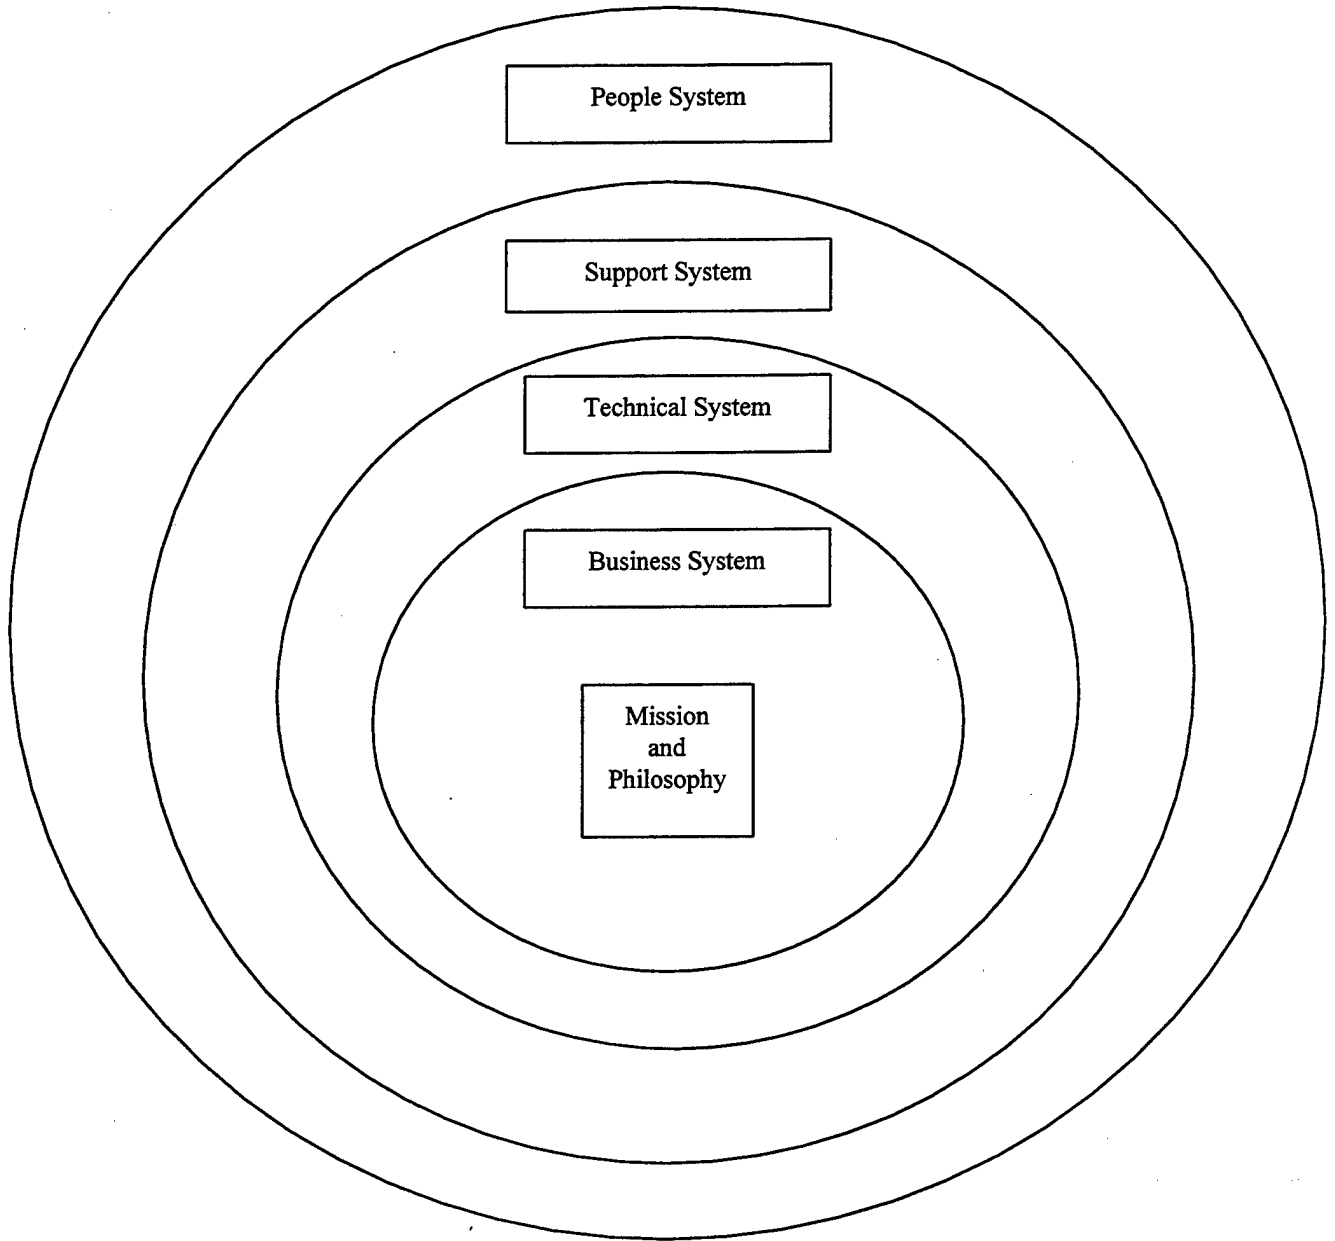 People System
Support System
Technical System
Business System
Mission
and
Philosophy